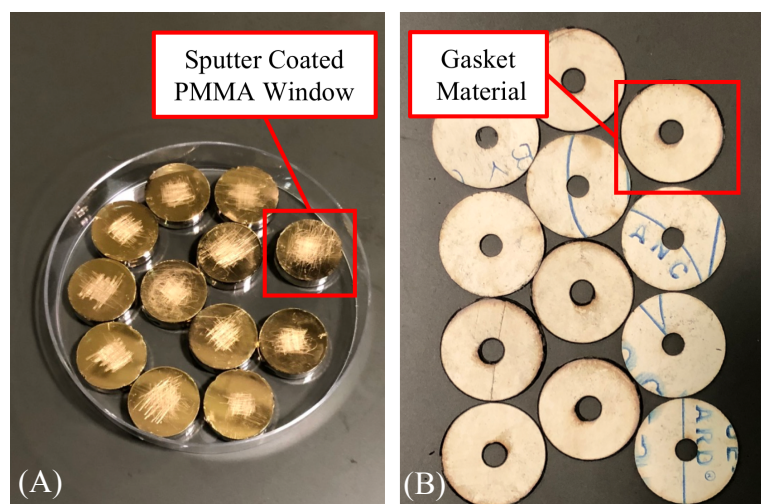 Sputter Coated
PMMA Window
Gasket
Material
ANC
ARD®
(A)
(B)